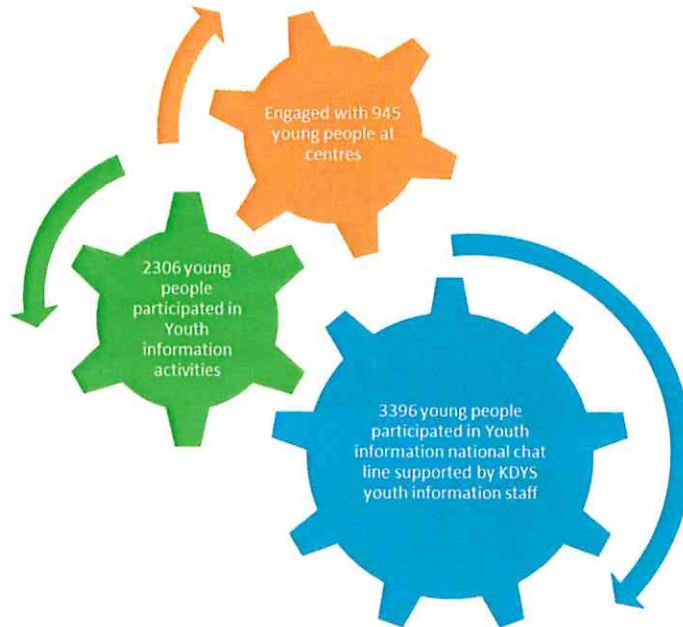 Engaged with 945
young people at
centres
2306 young
people
participated in
Youth
information
activities
3396 young people
participated in Youth
information national chat
line supported by KDYS
youth information staff